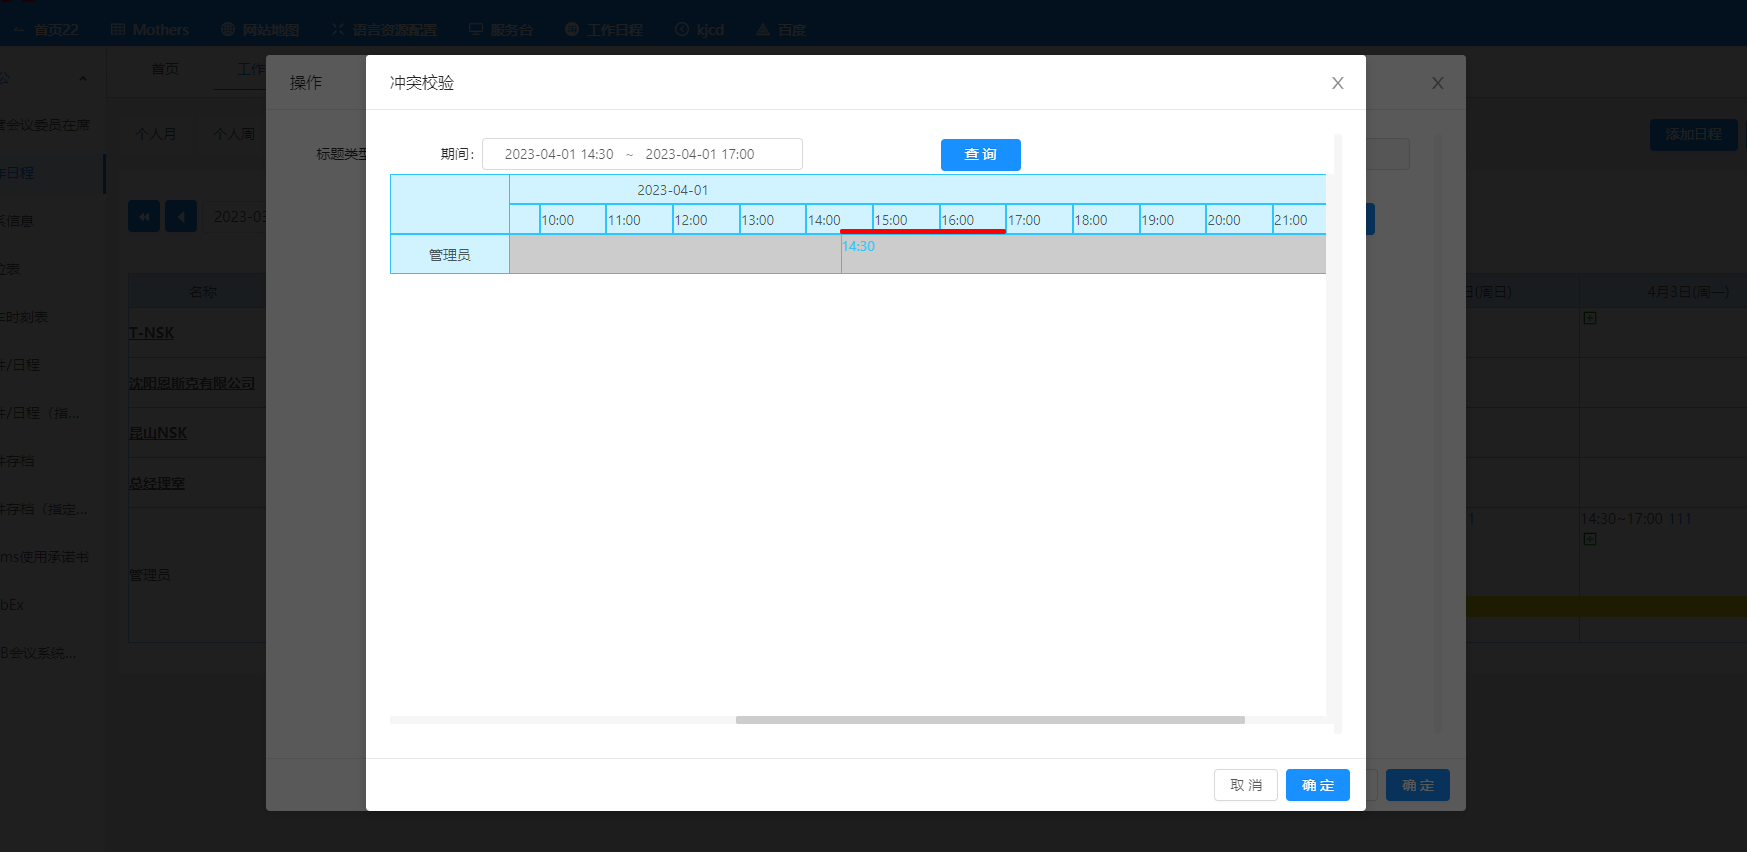 首页22 Mothers 网站地图 语言资源配置 服务台 工作日程 kjcd 百度
首页 工作
操作
冲突校验
会议委员在席
个人月 个人周
添加日程
标题类型
期间: 2023-04-01 14:30 ~ 2023-04-01 17:00 查 询
日程
信息
2023-03
2023-04-01
10:00 11:00 12:00 13:00 14:00 15:00 16:00 17:00 18:00 19:00 20:00 21:00
管理员 14:30
名称 (周日) 4月3日(周一)
时刻表
T-NSK
/日程
沈阳恩斯克有限公司
/日程（指...
昆山NSK
存档
总经理室
存档（指定...
14:30~17:00 111
ms使用承诺书
管理员
bEx
B会议系统...
取 消 确 定
确 定